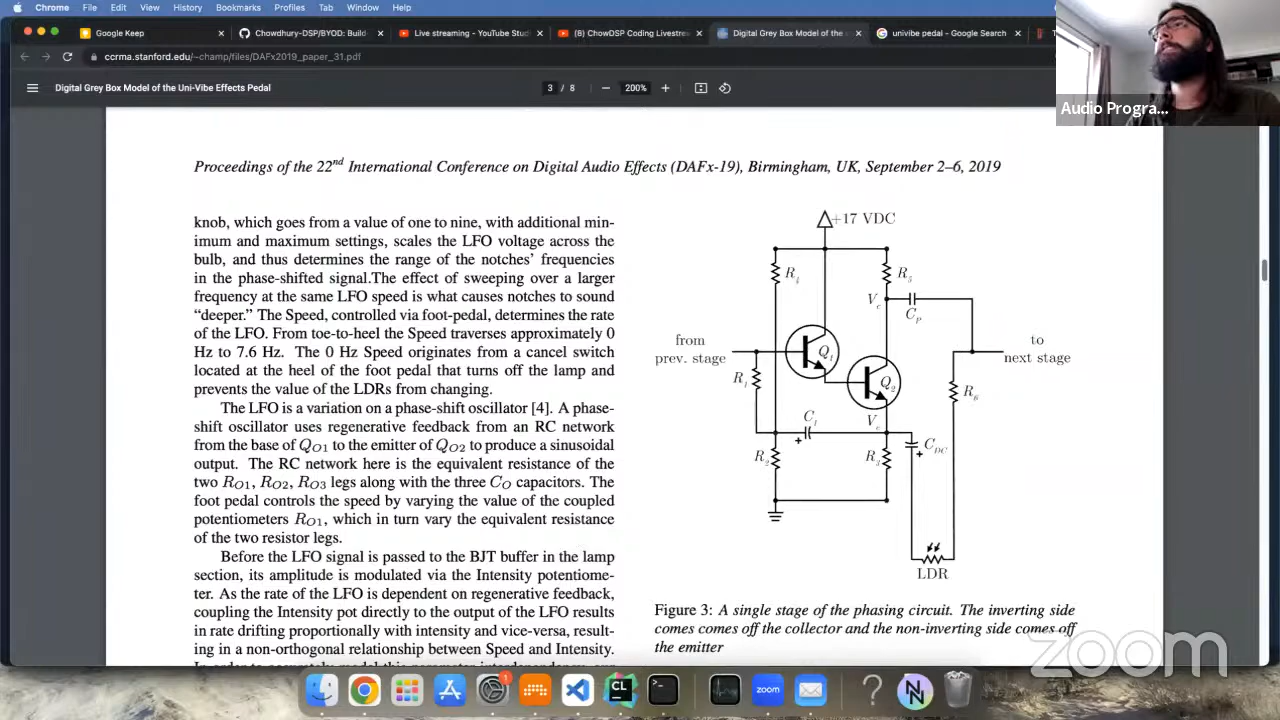 Chrome File Edit View History Bookmarks Profiles Tab Window Help
Google Keep
Chowdhury-DSP/BYOD: Build
Live streaming - YouTube Stu
(8) ChowDSP Coding Livestrea
Digital Grey Box Model of the
univibe pedal - Google Search
ccrma.stanford.edu/~champ/files/DAFx2019_paper_31.pdf
Digital Grey Box Model of the Uni-Vibe Effects Pedal
3 / 8
200%
Audio Progra...
Proceedings of the 22nd International Conference on Digital Audio Effects (DAFx-19), Birmingham, UK, September 2–6, 2019
knob, which goes from a value of one to nine, with additional min-
imum and maximum settings, scales the LFO voltage across the
bulb, and thus determines the range of the notches' frequencies
in the phase-shifted signal.The effect of sweeping over a larger
frequency at the same LFO speed is what causes notches to sound
“deeper.” The Speed, controlled via foot-pedal, determines the rate
of the LFO. From toe-to-heel the Speed traverses approximately 0
Hz to 7.6 Hz. The 0 Hz Speed originates from a cancel switch
located at the heel of the foot pedal that turns off the lamp and
prevents the value of the LDRs from changing.
The LFO is a variation on a phase-shift oscillator [4]. A phase-
shift oscillator uses regenerative feedback from an RC network
from the base of QO1 to the emitter of QO2 to produce a sinusoidal
output. The RC network here is the equivalent resistance of the
two RO1, RO2, RO3 legs along with the three CO capacitors. The
foot pedal controls the speed by varying the value of the coupled
potentiometers RO1, which in turn vary the equivalent resistance
of the two resistor legs.
Before the LFO signal is passed to the BJT buffer in the lamp
section, its amplitude is modulated via the Intensity potentiome-
ter. As the rate of the LFO is dependent on regenerative feedback,
coupling the Intensity pot directly to the output of the LFO results
in rate drifting proportionally with intensity and vice-versa, result-
ing in a non-orthogonal relationship between Speed and Intensity.
+17 VDC
R4
R5
Vc
CP
from
prev. stage
Q1
to
next stage
R1
Q2
R6
C1
Ve
+
R2
R3
CDC
+
LDR
Figure 3: A single stage of the phasing circuit. The inverting side
comes comes off the collector and the non-inverting side comes off
the emitter
zoom
1
CL
zoom